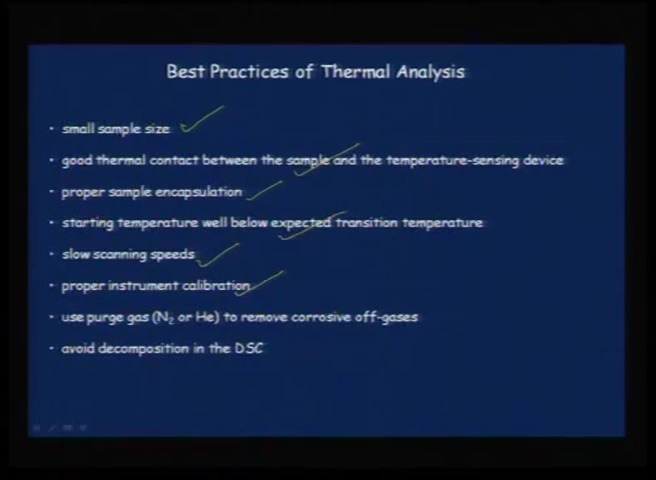 Best Practices of Thermal Analysis
· small sample size
· good thermal contact between the sample and the temperature-sensing device
· proper sample encapsulation
· starting temperature well below expected transition temperature
· slow scanning speeds
· proper instrument calibration
· use purge gas (N₂ or He) to remove corrosive off-gases
· avoid decomposition in the DSC